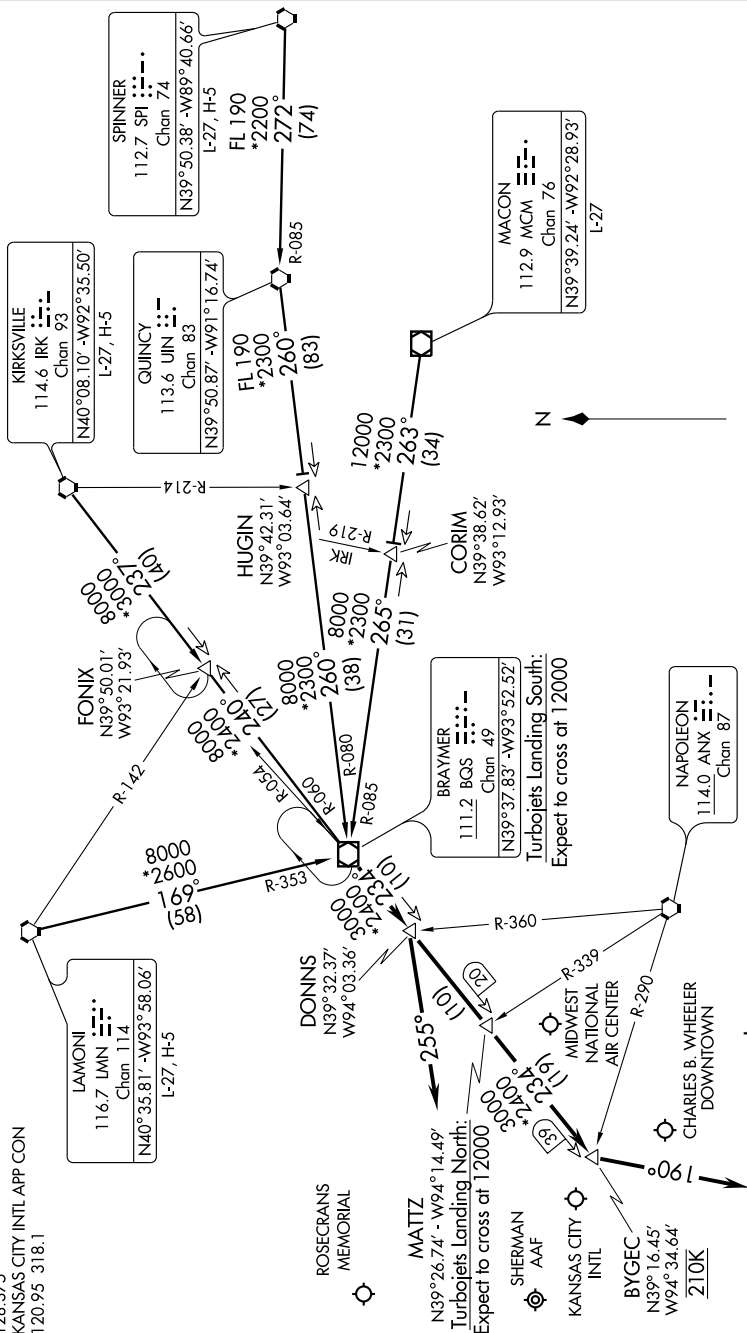 128.375
KANSAS CITY INTL APP CON
120.95 318.1
SPINNER
112.7 SPI
Chan 74
N39°50.38' -W89°40.66'
L-27, H-5
FL 190
*2200
272°
(74)
R-085
KIRKSVILLE
114.6 IRK
Chan 93
N40°08.10' -W92°35.50'
L-27, H-5
QUINCY
113.6 UIN
Chan 83
N39°50.87' -W91°16.74'
FL 190
*2300
260°
(83)
MACON
112.9 MCM
Chan 76
N39°39.24' -W92°28.93'
L-27
12000
*2300
263°
(34)
N
R-214
HUGIN
N39°42.31'
W93°03.64'
IRK
R-219
CORIM
N39°38.62'
W93°12.93'
8000
*3000
237°
(40)
FONIX
N39°50.01'
W93°21.93'
8000
*2400
240°
(27)
R-054
R-060
8000
*2300
260°
(38)
R-080
8000
*2300
265°
(31)
R-085
R-142
LAMONI
116.7 LMN
Chan 114
N40°35.81' -W93°58.06'
L-27, H-5
8000
*2600
169°
(58)
R-353
BRAYMER
111.2 BQS
Chan 49
N39°37.83' -W93°52.52'
Turbojets Landing South:
Expect to cross at 12000
3000
*2400
234°
(10)
DONNS
N39°32.37'
W94°03.36'
255°
(10)
20
R-360
R-339
R-290
NAPOLEON
114.0 ANX
Chan 87
MATTZ
N39°26.74' - W94°14.49'
Turbojets Landing North:
Expect to cross at 12000
3000
*2400
234°
(19)
39
MIDWEST
NATIONAL
AIR CENTER
CHARLES B. WHEELER
DOWNTOWN
ROSECRANS
MEMORIAL
SHERMAN
AAF
KANSAS CITY
INTL
BYGEC
N39°16.45'
W94°34.64'
210K
190°